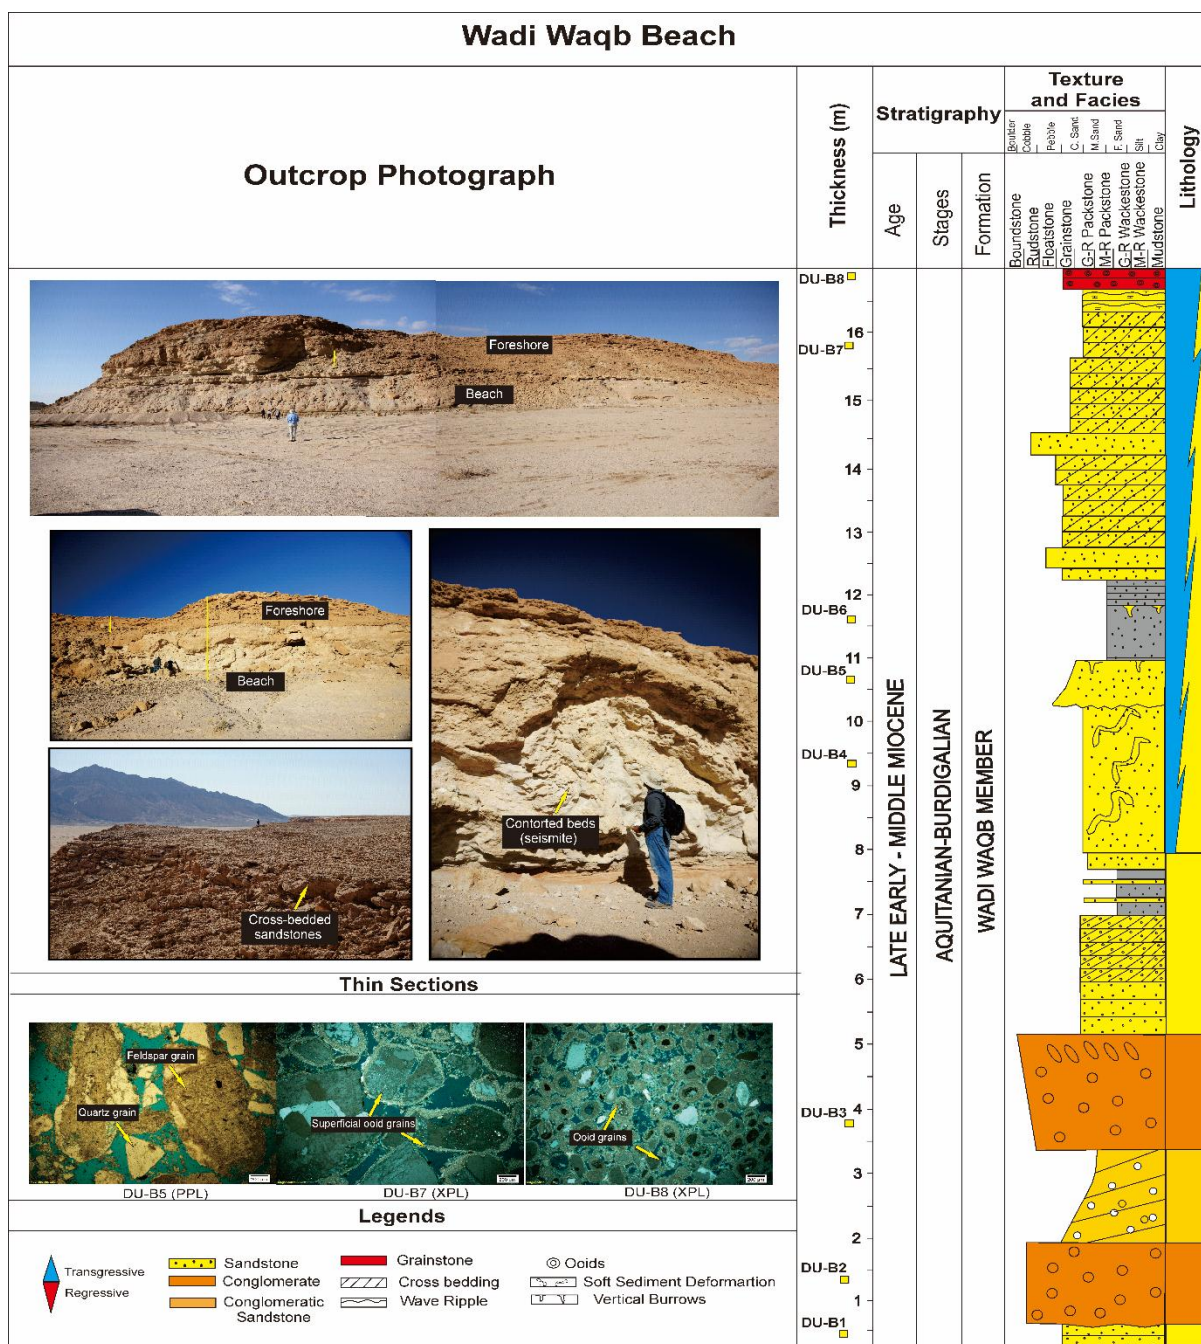 Wadi Waqb Beach
Outcrop Photograph
Thickness (m)
Stratigraphy
Age
Stages
Formation
Texture
and Facies
Boulder
Cobble
Pebble
C. Sand
M.Sand
F. Sand
Silt
Clay
Boundstone
Rudstone
Floatstone
Grainstone
G-R Packstone
M-R Packstone
G-R Wackestone
M-R Wackestone
Mudstone
Lithology
Foreshore
Beach
Foreshore
Beach
Cross-bedded
sandstones
Contorted beds
(seismite)
DU-B8
16
DU-B7
15
14
13
12
DU-B6
11
DU-B5
10
DU-B4
9
8
7
6
5
DU-B3
4
3
2
DU-B2
1
DU-B1
LATE EARLY - MIDDLE MIOCENE
AQUITANIAN-BURDIGALIAN
WADI WAQB MEMBER
Thin Sections
Feldspar grain
Quartz grain
Superficial ooid grains
Ooid grains
200 µm
200 µm
DU-B5 (PPL)
DU-B7 (XPL)
DU-B8 (XPL)
Legends
Transgressive
Regressive
Sandstone
Conglomerate
Conglomeratic
Sandstone
Grainstone
Cross bedding
Wave Ripple
Ooids
Soft Sediment Defomartion
Vertical Burrows